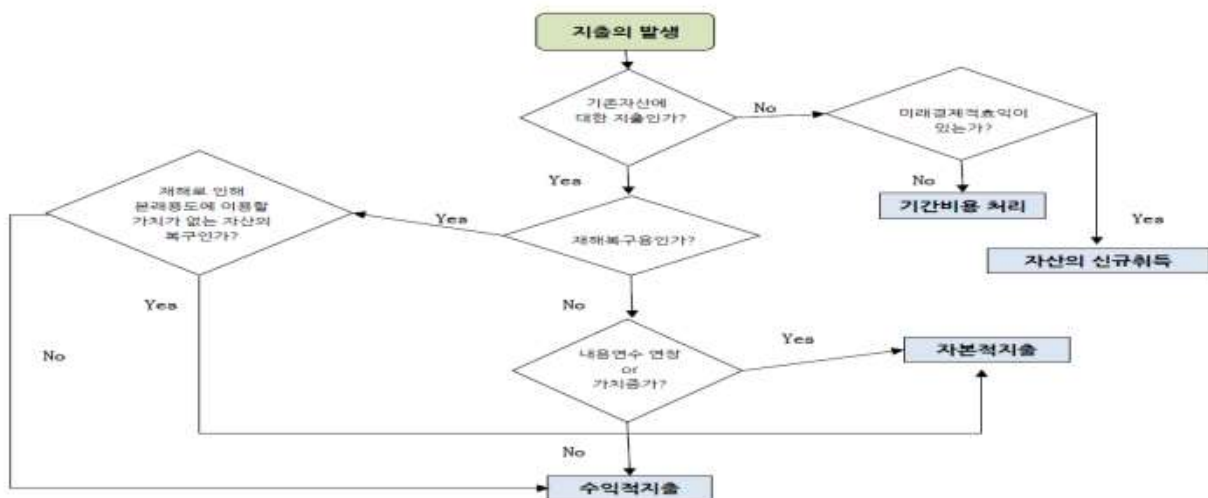 지출의 발생
기존자산에
대한 지출인가?
No
미래경제적효익이
있는가?
Yes
No
기간비용 처리
Yes
자산의 신규취득
재해로 인해
본래용도에 이용할
가치가 없는 자산의
복구인가?
Yes
재해복구용인가?
Yes
No
No
내용연수 연장
or
가치증가?
Yes
자본적지출
No
수익적지출